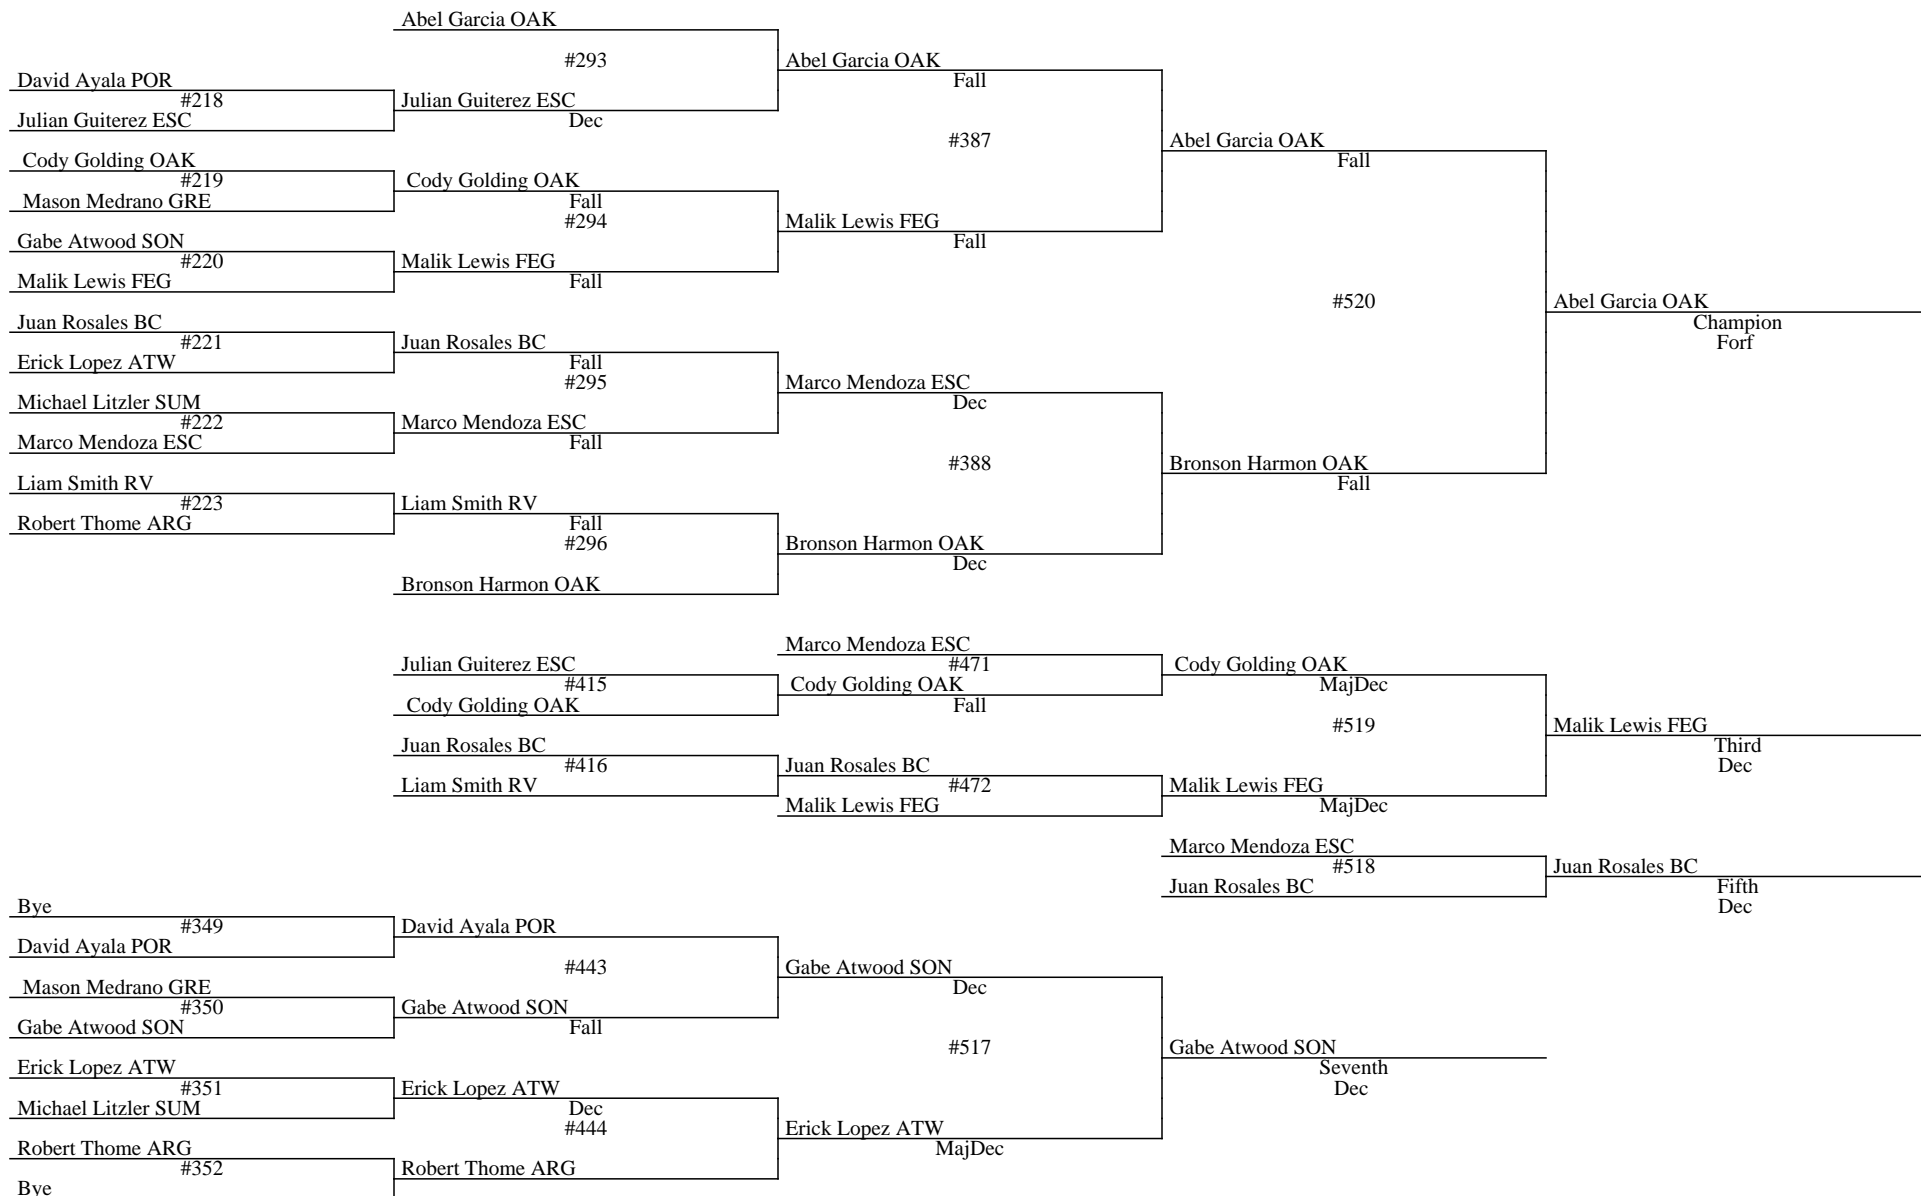 Abel Garcia OAK
#293
Abel Garcia OAK
Fall
David Ayala POR
#218
Julian Guiterez ESC
Julian Guiterez ESC
Dec
#387
Abel Garcia OAK
Fall
Cody Golding OAK
#219
Mason Medrano GRE
Cody Golding OAK
Fall
#294
Malik Lewis FEG
Fall
Gabe Atwood SON
#220
Malik Lewis FEG
Malik Lewis FEG
Fall
#520
Abel Garcia OAK
Champion
Forf
Juan Rosales BC
#221
Erick Lopez ATW
Juan Rosales BC
Fall
#295
Marco Mendoza ESC
Dec
Michael Litzler SUM
#222
Marco Mendoza ESC
Marco Mendoza ESC
Fall
#388
Bronson Harmon OAK
Fall
Liam Smith RV
#223
Robert Thome ARG
Liam Smith RV
Fall
#296
Bronson Harmon OAK
Dec
Bronson Harmon OAK
Marco Mendoza ESC
#471
Julian Guiterez ESC
#415
Cody Golding OAK
Cody Golding OAK
Fall
Cody Golding OAK
MajDec
#519
Malik Lewis FEG
Third
Dec
Juan Rosales BC
#416
Liam Smith RV
Juan Rosales BC
#472
Malik Lewis FEG
Malik Lewis FEG
MajDec
Marco Mendoza ESC
#518
Juan Rosales BC
Juan Rosales BC
Fifth
Dec
Bye
#349
David Ayala POR
David Ayala POR
#443
Gabe Atwood SON
Dec
Mason Medrano GRE
#350
Gabe Atwood SON
Gabe Atwood SON
Fall
#517
Gabe Atwood SON
Seventh
Dec
Erick Lopez ATW
#351
Michael Litzler SUM
Erick Lopez ATW
Dec
#444
Erick Lopez ATW
MajDec
Robert Thome ARG
#352
Bye
Robert Thome ARG